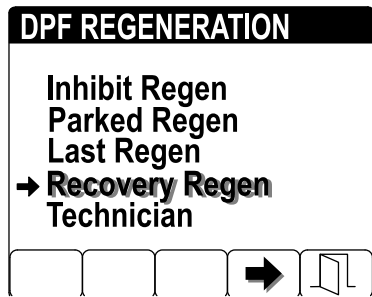 DPF REGENERATION
Inhibit Regen
Parked Regen
Last Regen
Recovery Regen
Technician